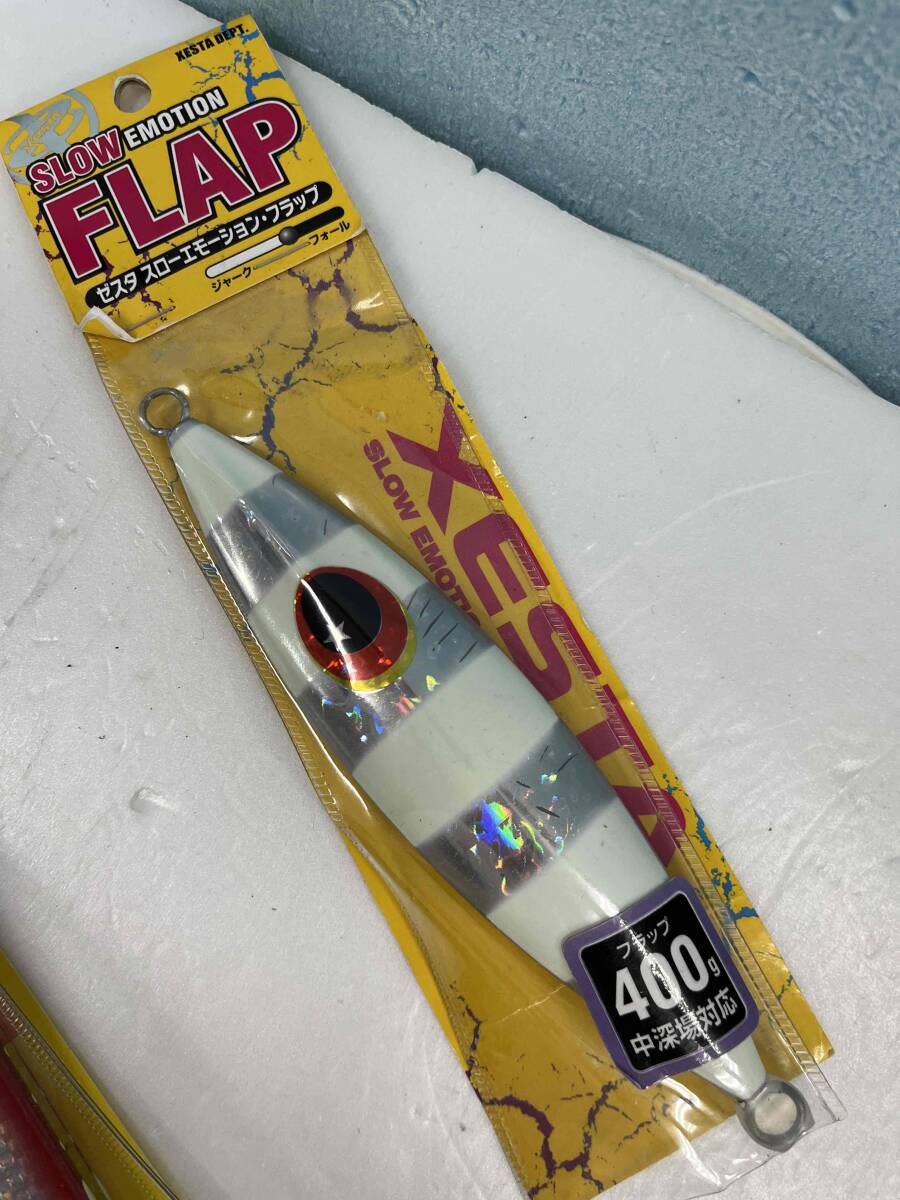 XESTA DEPT.
SLOW EMOTION
FLAP
ゼスタ スローエモーション・フラップ
ジャーク フォール
XESTA
SLOW EMOTI
フラップ
400g
中深場対応